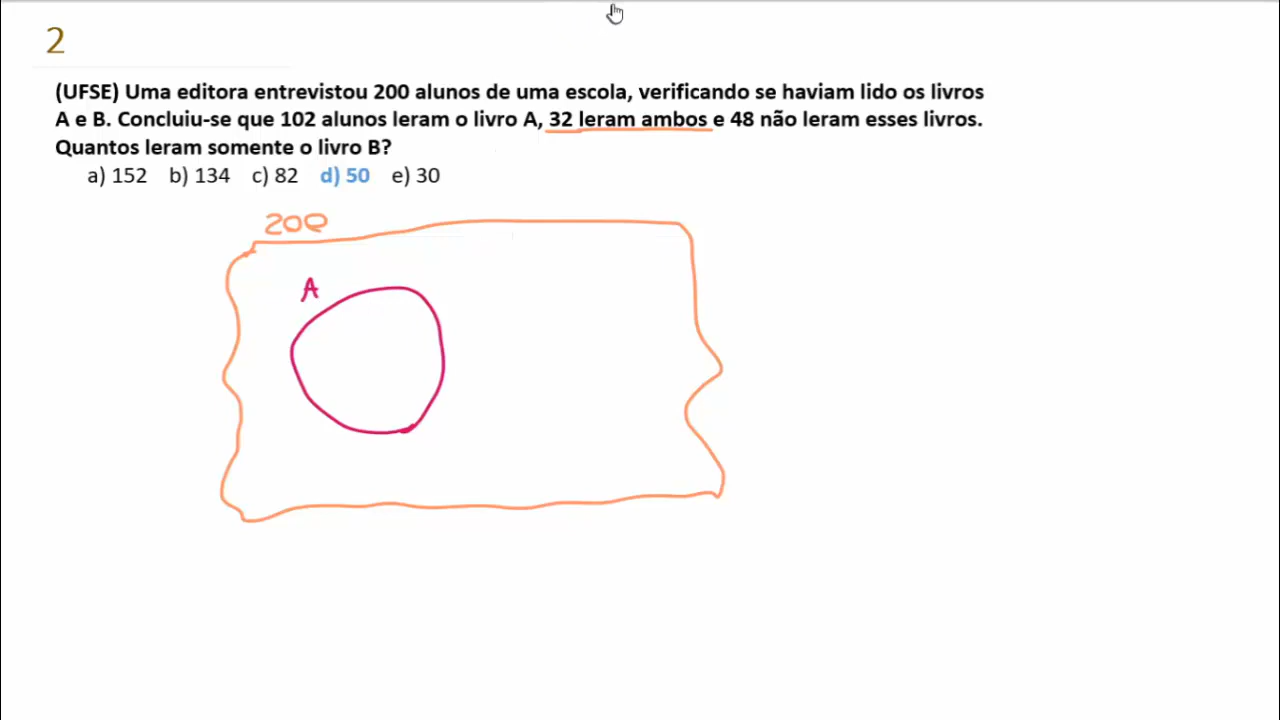 2
(UFSE) Uma editora entrevistou 200 alunos de uma escola, verificando se haviam lido os livros
A e B. Concluiu-se que 102 alunos leram o livro A, 32 leram ambos e 48 não leram esses livros.
Quantos leram somente o livro B?
a) 152 b) 134 c) 82 d) 50 e) 30
200
A